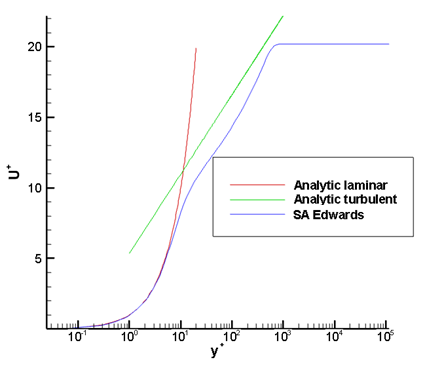 U⁺
20
15
10
5
Analytic laminar
Analytic turbulent
SA Edwards
10⁻¹ 10⁰ 10¹ 10² 10³ 10⁴ 10⁵
y⁺